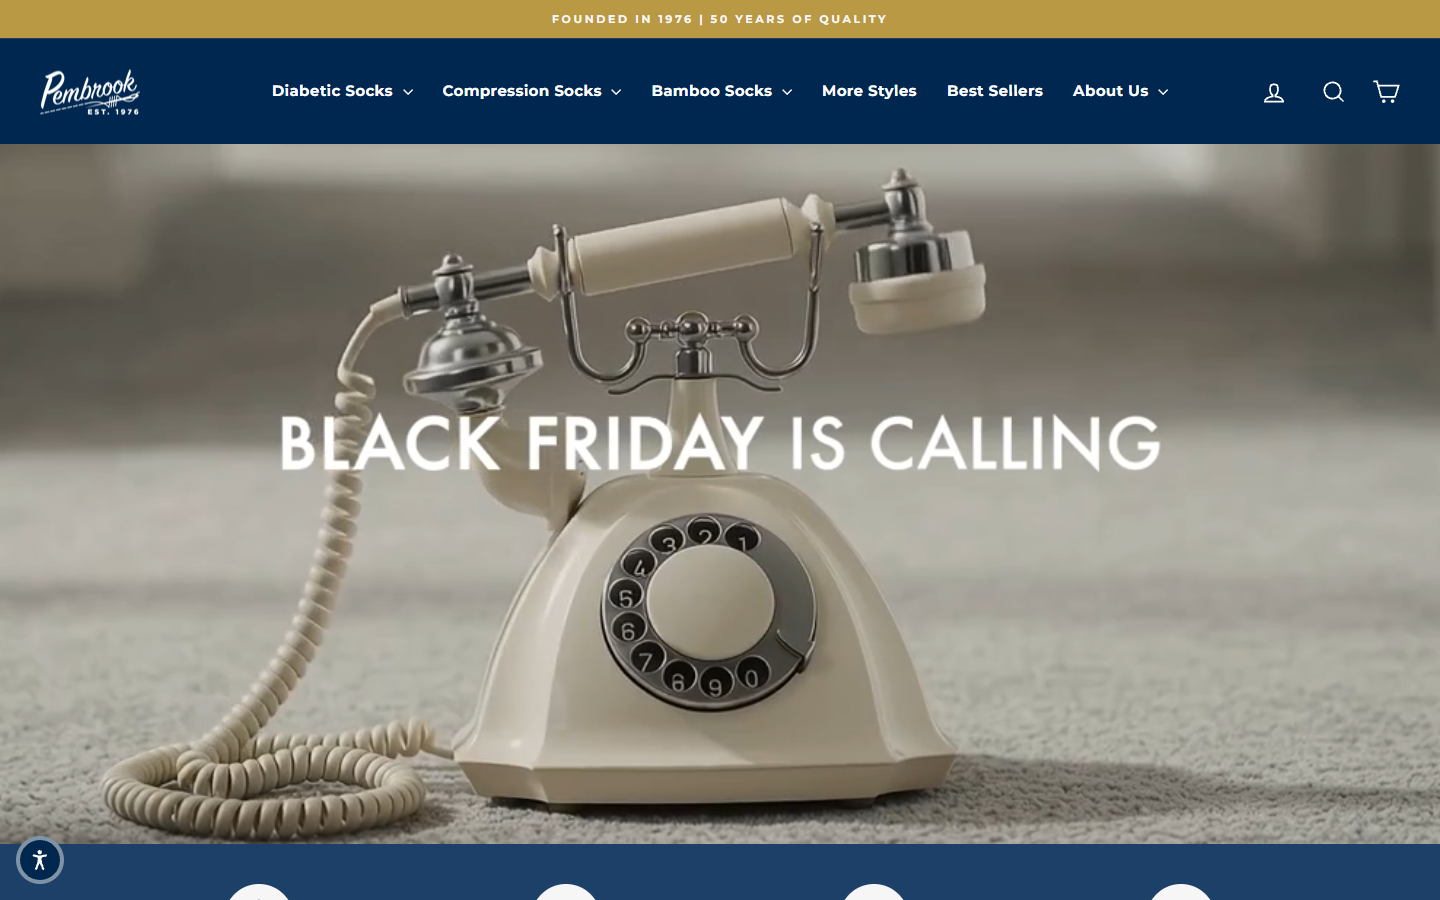 FOUNDED IN 1976 | 50 YEARS OF QUALITY
Pembrook
EST. 1976
Diabetic Socks
Compression Socks
Bamboo Socks
More Styles
Best Sellers
About Us
BLACK FRIDAY IS CALLING
3 2 1
4
5
6
7
6 9 0